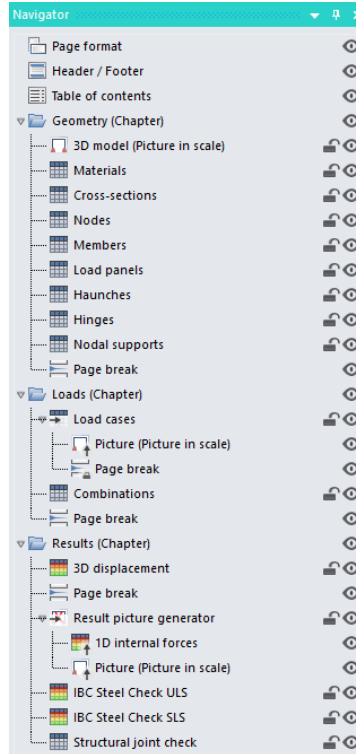 Navigator
Page format
Header / Footer
Table of contents
Geometry (Chapter)
3D model (Picture in scale)
Materials
Cross-sections
Nodes
Members
Load panels
Haunches
Hinges
Nodal supports
Page break
Loads (Chapter)
Load cases
Picture (Picture in scale)
Page break
Combinations
Page break
Results (Chapter)
3D displacement
Page break
Result picture generator
1D internal forces
Picture (Picture in scale)
IBC Steel Check ULS
IBC Steel Check SLS
Structural joint check